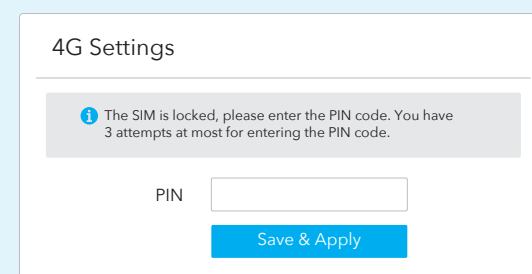 4G Settings
The SIM is locked, please enter the PIN code. You have
3 attempts at most for entering the PIN code.
PIN
Save & Apply